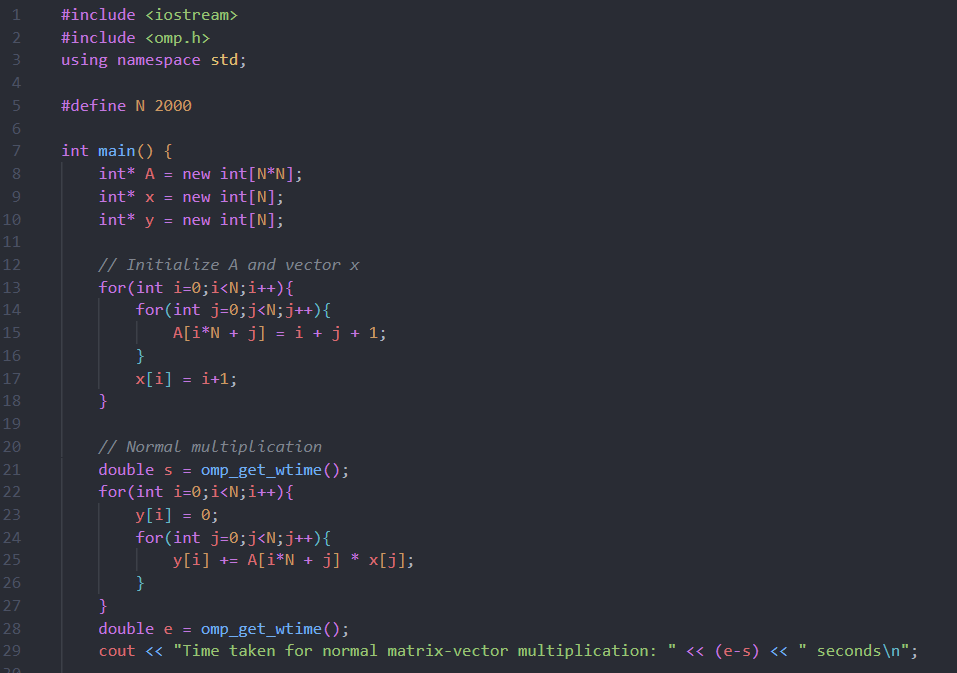 1 #include <iostream>
2 #include <omp.h>
3 using namespace std;
4
5 #define N 2000
6
7 int main() {
8     int* A = new int[N*N];
9     int* x = new int[N];
10     int* y = new int[N];
11
12     // Initialize A and vector x
13     for(int i=0;i<N;i++){
14         for(int j=0;j<N;j++){
15             A[i*N + j] = i + j + 1;
16         }
17         x[i] = i+1;
18     }
19
20     // Normal multiplication
21     double s = omp_get_wtime();
22     for(int i=0;i<N;i++){
23         y[i] = 0;
24         for(int j=0;j<N;j++){
25             y[i] += A[i*N + j] * x[j];
26         }
27     }
28     double e = omp_get_wtime();
29     cout << "Time taken for normal matrix-vector multiplication: " << (e-s) << " seconds\n";